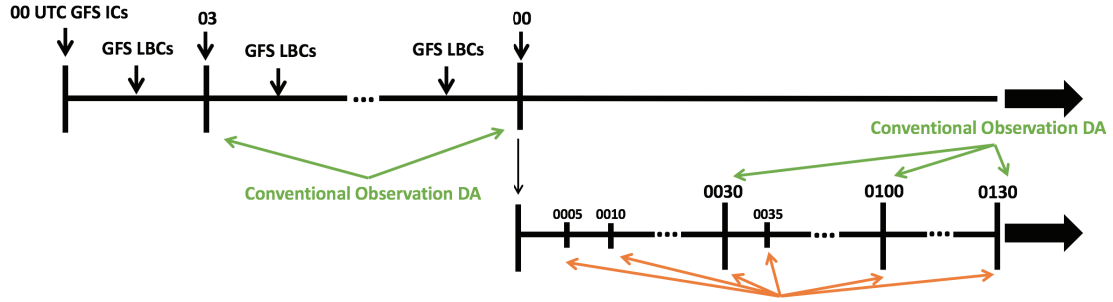 00 UTC GFS ICs
03
00
GFS LBCs
GFS LBCs
...
GFS LBCs
Conventional Observation DA
Conventional Observation DA
0005
0010
...
0030
0035
...
0100
...
0130